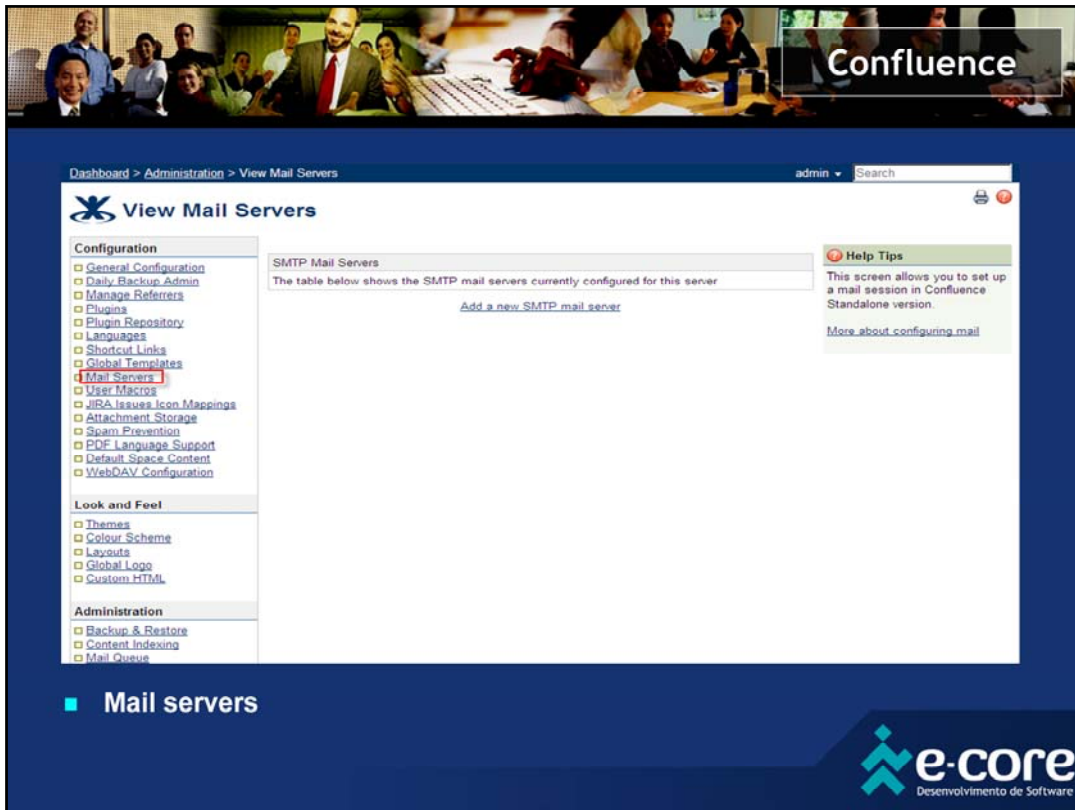 Confluence
Dashboard > Administration > View Mail Servers
admin
Search
View Mail Servers
Configuration
General Configuration
Daily Backup Admin
Manage Referrers
Plugins
Plugin Repository
Languages
Shortcut Links
Global Templates
Mail Servers
User Macros
JIRA Issues Icon Mappings
Attachment Storage
Spam Prevention
PDF Language Support
Default Space Content
WebDAV Configuration
Look and Feel
Themes
Colour Scheme
Layouts
Global Logo
Custom HTML
Administration
Backup & Restore
Content Indexing
Mail Queue
SMTP Mail Servers
The table below shows the SMTP mail servers currently configured for this server
Add a new SMTP mail server
Help Tips
This screen allows you to set up
a mail session in Confluence
Standalone version.
More about configuring mail
Mail servers
e-core
Desenvolvimento de Software